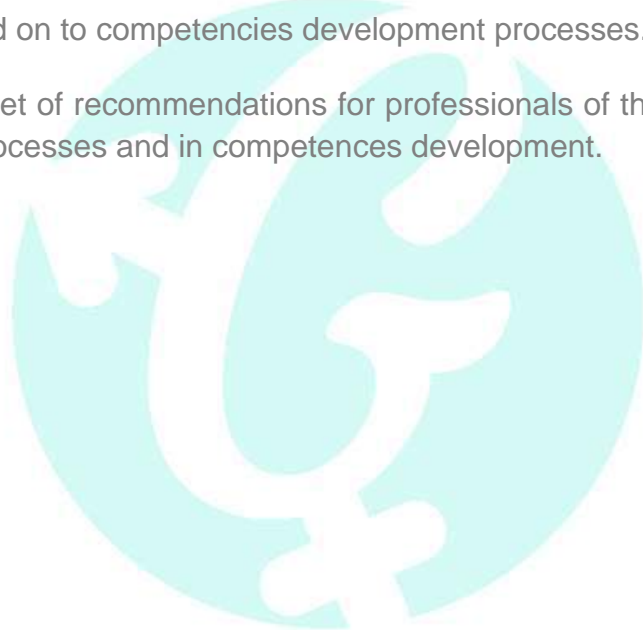 d on to competencies development processes.
et of recommendations for professionals of th
ocesses and in competences development.